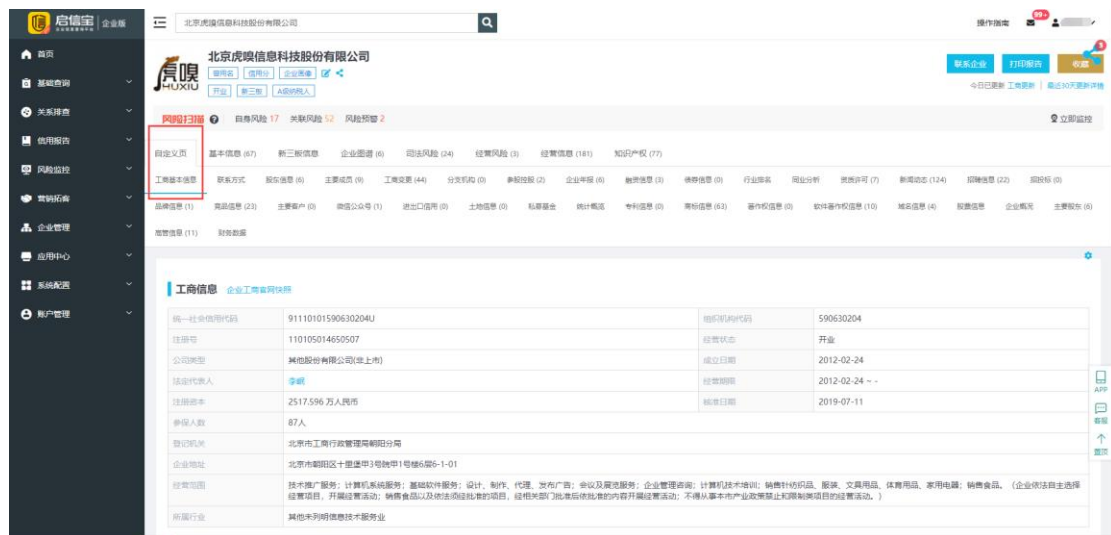 启信宝 企业版
北京虎嗅信息科技股份有限公司
操作指南 99+
首页
基础查询
关系排查
信用报告
风险监控
营销拓客
企业管理
应用中心
系统配置
账户管理
虎嗅 HUXIU
北京虎嗅信息科技股份有限公司
曾用名 信用分 企业画像
开业 新三板 A级纳税人
联系企业 打印报告 收藏
今日已更新 工商更新 | 最近30天更新详情
风险扫描 自身风险 17 关联风险 52 风险预警 2 立即监控
自定义页 基本信息 (67) 新三板信息 企业图谱 (6) 司法风险 (24) 经营风险 (3) 经营信息 (181) 知识产权 (77)
工商基本信息 联系方式 股东信息 (6) 主要成员 (9) 工商变更 (44) 分支机构 (0) 参股控股 (2) 企业年报 (6) 融资信息 (3) 债券信息 (0) 行业排名 同业分析 资质许可 (7) 新闻动态 (124) 招聘信息 (22) 招投标 (0)
品牌信息 (1) 竞品信息 (23) 主要客户 (0) 微信公众号 (1) 进出口信用 (0) 土地信息 (0) 私募基金 统计概览 专利信息 (0) 商标信息 (63) 著作权信息 (0) 软件著作权信息 (10) 域名信息 (4) 股票信息 企业概况 主要股东 (6)
高管信息 (11) 财务数据
工商信息 企业工商官网快照
统一社会信用代码 91110101590630204U 组织机构代码 590630204
注册号 110105014650507 经营状态 开业
公司类型 其他股份有限公司(非上市) 成立日期 2012-02-24
法定代表人 李岷 经营期限 2012-02-24 ~ -
注册资本 2517.596 万人民币 核准日期 2019-07-11
参保人数 87人
登记机关 北京市工商行政管理局朝阳分局
企业地址 北京市朝阳区十里堡甲3号院甲1号楼6层6-1-01
经营范围 技术推广服务；计算机系统服务；基础软件服务；设计、制作、代理、发布广告；会议及展览服务；企业管理咨询；计算机技术培训；销售针纺织品、服装、文具用品、体育用品、家用电器；销售食品。（企业依法自主选择
经营项目，开展经营活动；销售食品以及依法须经批准的项目，经相关部门批准后依批准的内容开展经营活动；不得从事本市产业政策禁止和限制类项目的经营活动。）
所属行业 其他未列明信息技术服务业
APP
客服
置顶